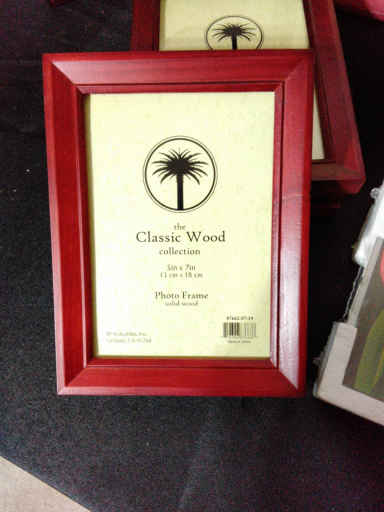 the
Classic Wood
collection
5in x 7in
13 cm x 18 cm
Photo Frame
solid wood